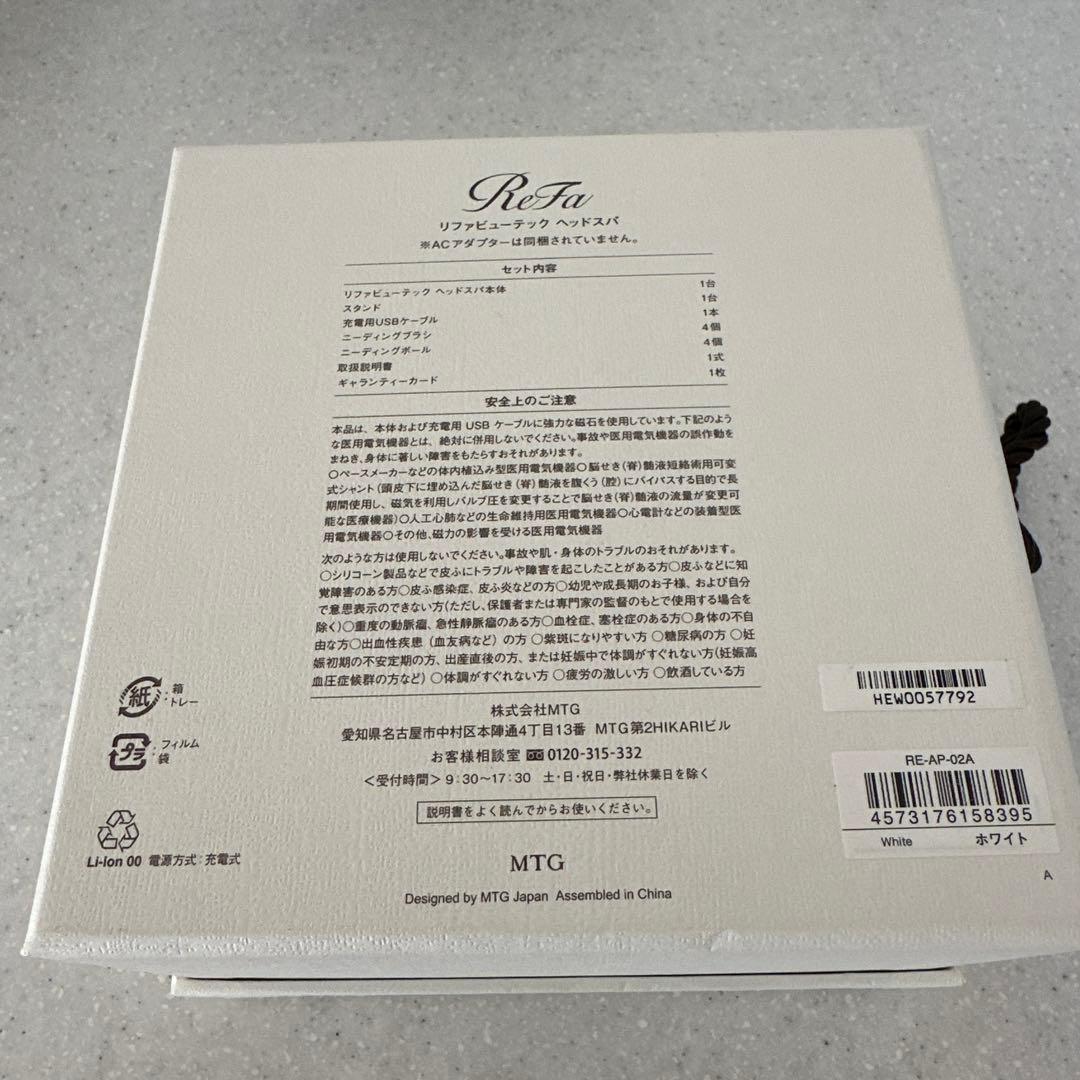 ReFa
リファビューテック ヘッドスパ
※ACアダプターは同梱されていません。
セット内容
リファビューテック ヘッドスパ本体 1台
スタンド 1台
充電用USBケーブル 1本
ニーディングブラシ 4個
ニーディングボール 4個
取扱説明書 1式
ギャランティーカード 1枚
安全上のご注意
本品は、本体および充電用 USB ケーブルに強力な磁石を使用しています。下記のよう
な医用電気機器とは、絶対に併用しないでください。事故や医用電気機器の誤作動を
まねき、身体に著しい障害をもたらすおそれがあります。
○ペースメーカーなどの体内植込み型医用電気機器○脳せき(脊)髄液短絡術用可変
式シャント(頭皮下に埋め込んだ脳せき(脊)髄液を腹くう(腔)にバイパスする目的で長
期間使用し、磁気を利用しバルブ圧を変更することで脳せき(脊)髄液の流量が変更可
能な医療機器)○人工心肺などの生命維持用医用電気機器○心電計などの装着型医
用電気機器○その他、磁力の影響を受ける医用電気機器
次のような方は使用しないでください。事故や肌・身体のトラブルのおそれがあります。
○シリコーン製品などで皮ふにトラブルや障害を起こしたことがある方○皮ふなどに知
覚障害のある方○皮ふ感染症、皮ふ炎などの方○幼児や成長期のお子様、および自分
で意思表示のできない方(ただし、保護者または専門家の監督のもとで使用する場合を
除く)○重度の動脈瘤、急性静脈瘤のある方○血栓症、塞栓症のある方○身体の不自
由な方○出血性疾患（血友病など）の方 ○紫斑になりやすい方 ○糖尿病の方 ○妊
娠初期の不安定期の方、出産直後の方、または妊娠中で体調がすぐれない方(妊娠高
血圧症候群の方など) ○体調がすぐれない方 ○疲労の激しい方 ○飲酒している方
株式会社MTG
愛知県名古屋市中村区本陣通4丁目13番 MTG第2HIKARIビル
お客様相談室 0120-315-332
＜受付時間＞9:30～17:30 土・日・祝日・弊社休業日を除く
説明書をよく読んでからお使いください。
MTG
Designed by MTG Japan Assembled in China
紙 : 箱
・トレー
プラ : フィルム
袋
Li-Ion 00 電源方式:充電式
HEW0057792
RE-AP-02A
4573176158395
White ホワイト
A